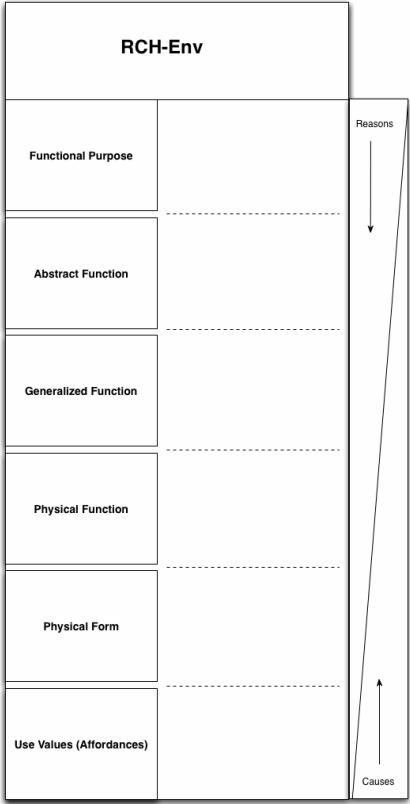 RCH-Env
Reasons
Functional Purpose
Abstract Function
Generalized Function
Physical Function
Physical Form
Use Values (Affordances)
Causes